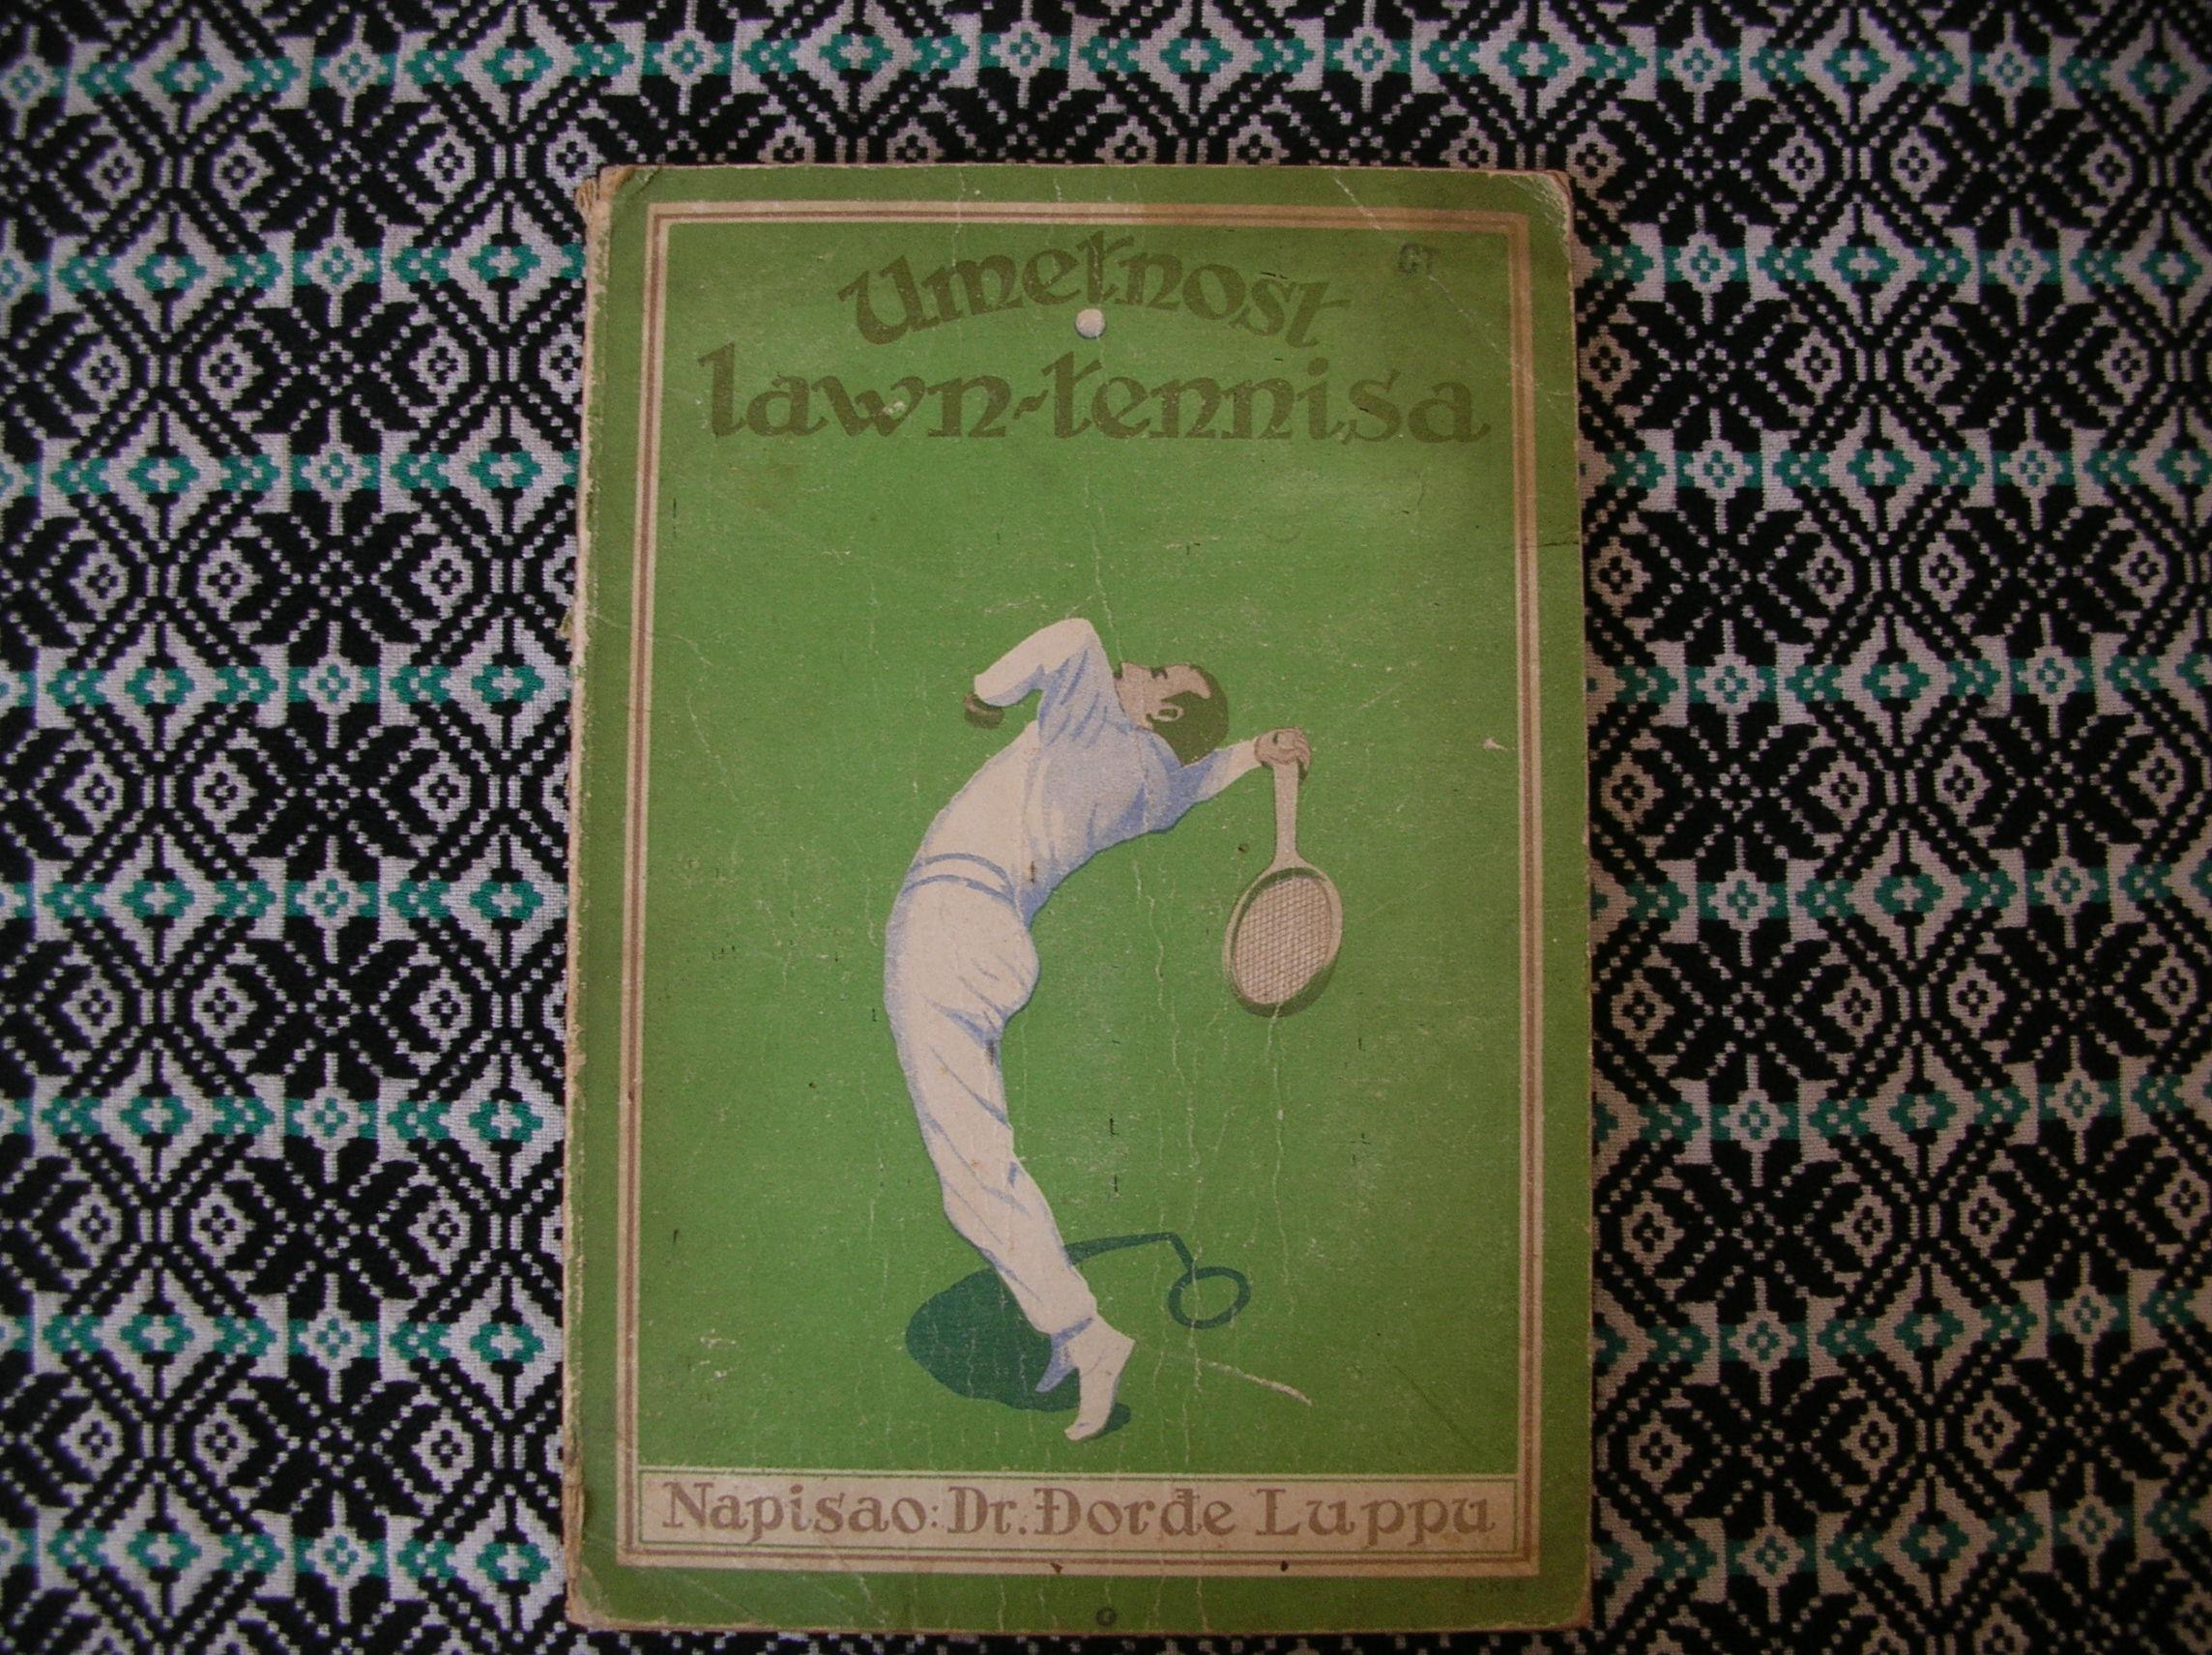 Umetnost
lawn-tennisa
Napisao: Dr. Đorđe Luppu